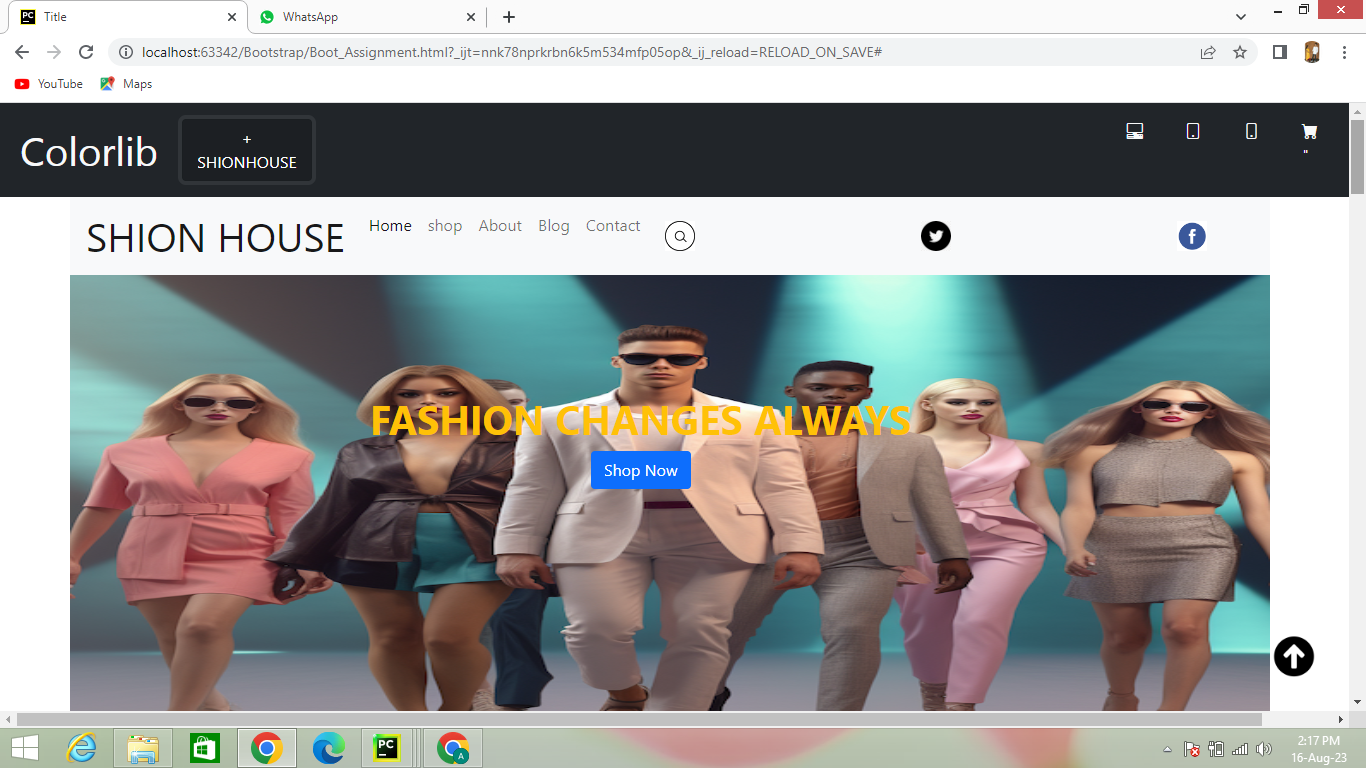 Title
WhatsApp
localhost:63342/Bootstrap/Boot_Assignment.html?_ijt=nnk78nprkrbn6k5m534mfp05op&_ij_reload=RELOAD_ON_SAVE#
YouTube Maps
Colorlib
+
SHIONHOUSE
"
SHION HOUSE
Home shop About Blog Contact
FASHION CHANGES ALWAYS
Shop Now
PC
A
2:17 PM
16-Aug-23